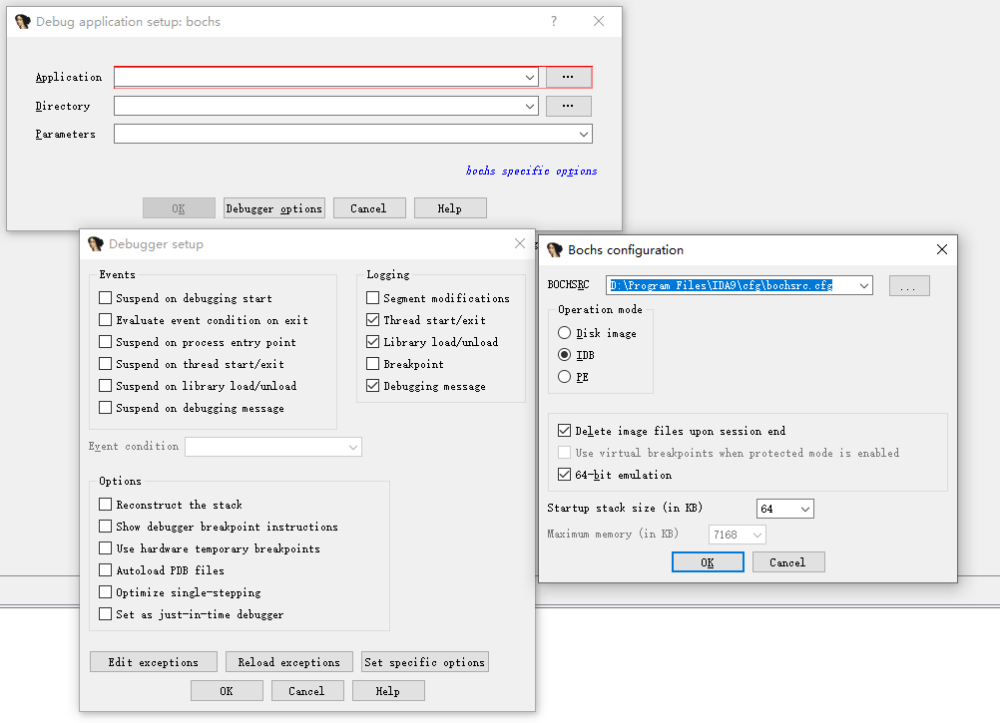 Debug application setup: bochs
?
Application
...
Directory
...
Parameters
bochs specific options
OK
Debugger options
Cancel
Help
Debugger setup
Events
Suspend on debugging start
Evaluate event condition on exit
Suspend on process entry point
Suspend on thread start/exit
Suspend on library load/unload
Suspend on debugging message
Logging
Segment modifications
Thread start/exit
Library load/unload
Breakpoint
Debugging message
Event condition
Options
Reconstruct the stack
Show debugger breakpoint instructions
Use hardware temporary breakpoints
Autoload PDB files
Optimize single-stepping
Set as just-in-time debugger
Edit exceptions
Reload exceptions
Set specific options
OK
Cancel
Help
Bochs configuration
BOCHSRC
D:\Program Files\IDA9\cfg\bochsrc.cfg
...
Operation mode
Disk image
IDB
PE
Delete image files upon session end
Use virtual breakpoints when protected mode is enabled
64-bit emulation
Startup stack size (in KB)
64
Maximum memory (in KB)
7168
OK
Cancel